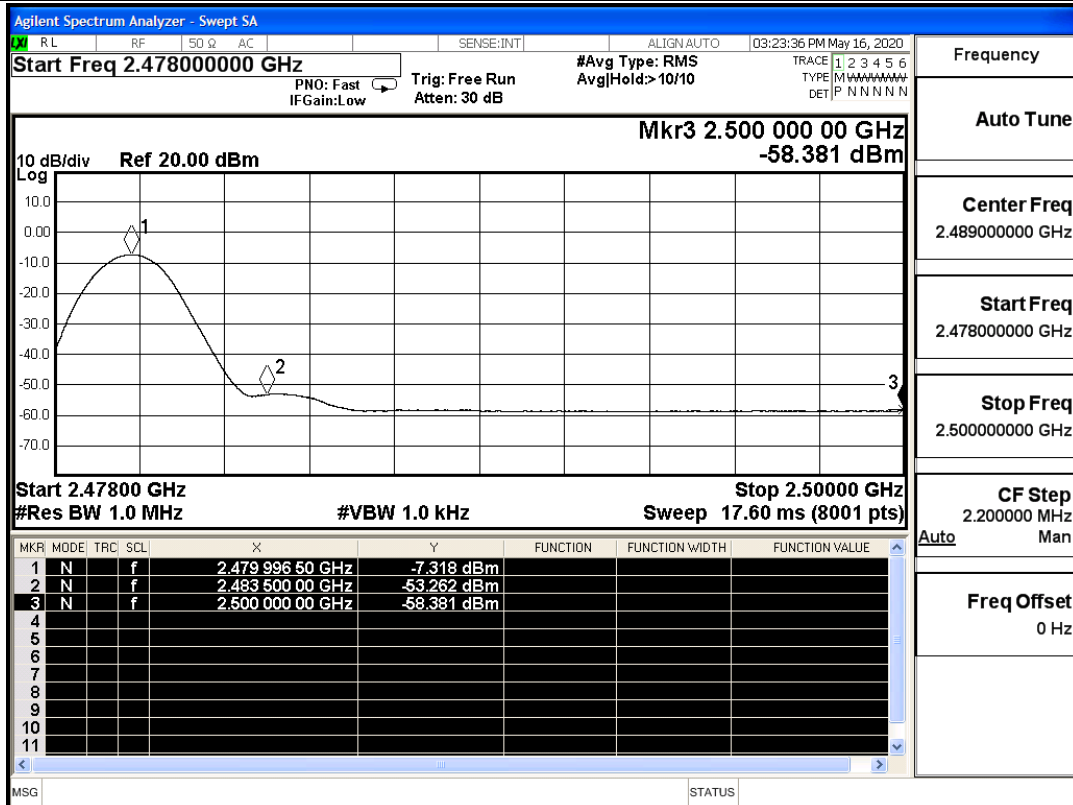 Agilent Spectrum Analyzer - Swept SA
LXI RL RF 50 Ω AC SENSE:INT ALIGN AUTO 03:23:36 PM May 16, 2020
Start Freq 2.478000000 GHz
PNO: Fast
IFGain:Low
Trig: Free Run
Atten: 30 dB
#Avg Type: RMS
Avg|Hold:>10/10
TRACE 1 2 3 4 5 6
TYPE MWWWWW
DET P N N N N N
Mkr3 2.500 000 00 GHz
-58.381 dBm
10 dB/div Ref 20.00 dBm
Log
10.0
0.00
-10.0
-20.0
-30.0
-40.0
-50.0
-60.0
-70.0
1
2
3
Start 2.47800 GHz Stop 2.50000 GHz
#Res BW 1.0 MHz #VBW 1.0 kHz Sweep 17.60 ms (8001 pts)
MKR MODE TRC SCL X Y FUNCTION FUNCTION WIDTH FUNCTION VALUE
1 N f 2.479 996 50 GHz -7.318 dBm
2 N f 2.483 500 00 GHz -53.262 dBm
3 N f 2.500 000 00 GHz -58.381 dBm
4
5
6
7
8
9
10
11
MSG STATUS
Frequency
Auto Tune
Center Freq
2.489000000 GHz
Start Freq
2.478000000 GHz
Stop Freq
2.500000000 GHz
CF Step
2.200000 MHz
Auto Man
Freq Offset
0 Hz